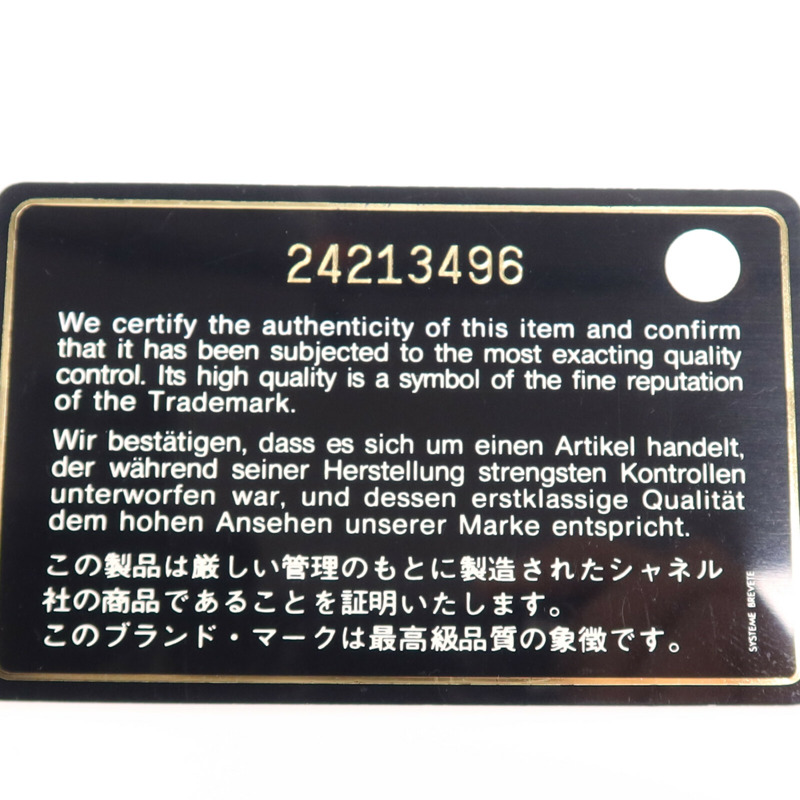 24213496
We certify the authenticity of this item and confirm
that it has been subjected to the most exacting quality
control. Its high quality is a symbol of the fine reputation
of the Trademark.
Wir bestätigen, dass es sich um einen Artikel handelt,
der während seiner Herstellung strengsten Kontrollen
unterworfen war, und dessen erstklassige Qualität
dem hohen Ansehen unserer Marke entspricht.
この製品は厳しい管理のもとに製造されたシャネル
社の商品であることを証明いたします。
このブランド・マークは最高級品質の象徴です。
SYSTEME BREVETE